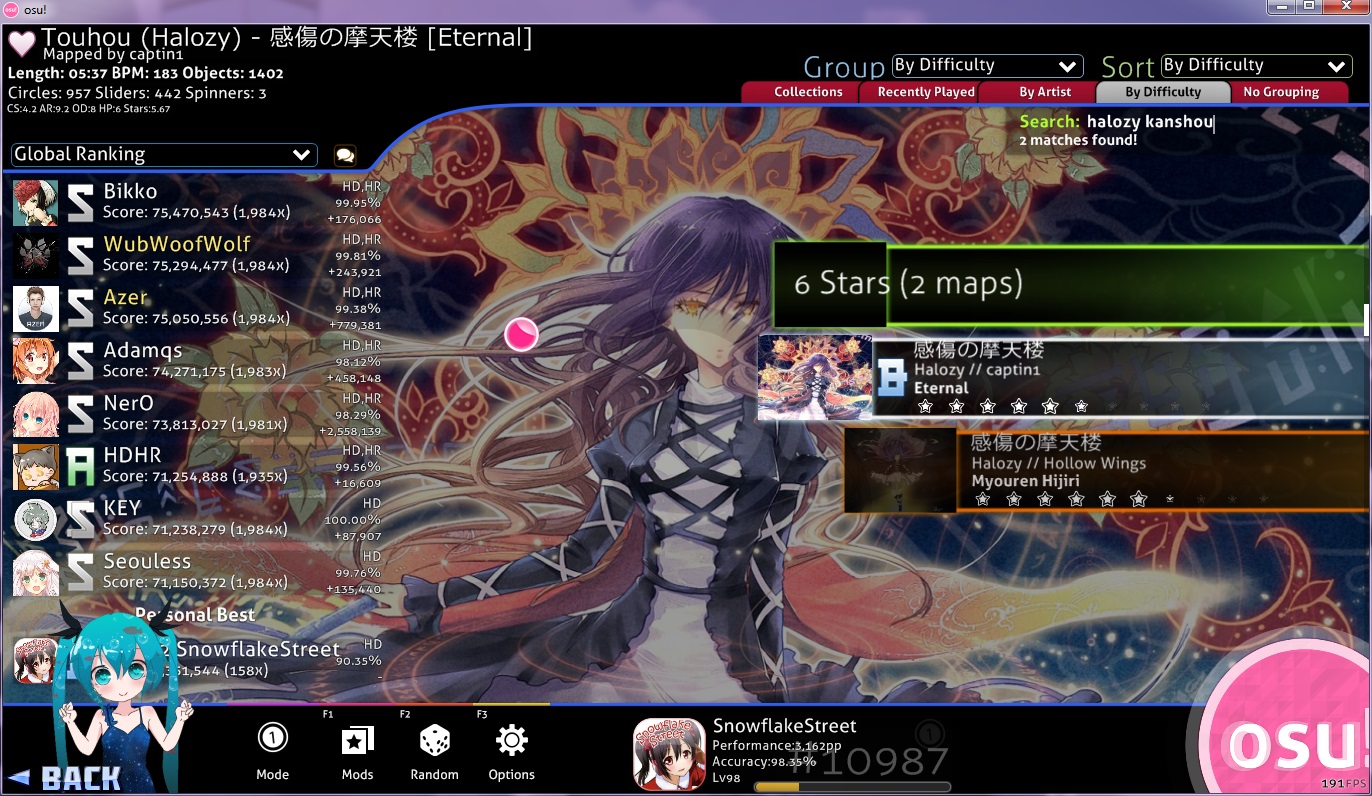 osu!
Touhou (Halozy) - 感傷の摩天楼 [Eternal]
Mapped by captin1
Length: 05:37 BPM: 183 Objects: 1402
Circles: 957 Sliders: 442 Spinners: 3
CS:4.2 AR:9.2 OD:8 HP:6 Stars:5.67
Group By Difficulty
Sort By Difficulty
Collections
Recently Played
By Artist
By Difficulty
No Grouping
Search: halozy kanshou
2 matches found!
Global Ranking
S Bikko
Score: 75,470,543 (1,984x)
HD,HR
99.95%
+176,066
S WubWoofWolf
Score: 75,294,477 (1,984x)
HD,HR
99.81%
+243,921
AZER
S Azer
Score: 75,050,556 (1,984x)
HD,HR
99.38%
+779,381
S Adamqs
Score: 74,271,175 (1,983x)
HD,HR
98.12%
+458,148
S NerO
Score: 73,813,027 (1,981x)
HD,HR
98.29%
+2,558,139
A HDHR
Score: 71,254,888 (1,935x)
HD,HR
99.56%
+16,609
S KEY
Score: 71,238,279 (1,984x)
HD
100.00%
+87,907
S Seouless
Score: 71,150,372 (1,984x)
HD
99.76%
+135,440
Personal Best
SnowflakeStreet
(158x)
HD
90.35%
-
6 Stars (2 maps)
B
感傷の摩天楼
Halozy // captin1
Eternal
感傷の摩天楼
Halozy // Hollow Wings
Myouren Hijiri
BACK
1
Mode
F1
Mods
F2
Random
F3
Options
Snowflake
Street
SnowflakeStreet
Performance:3,162pp
Accuracy:98.35%
Lv98
1
#10987
osu!
191FPS